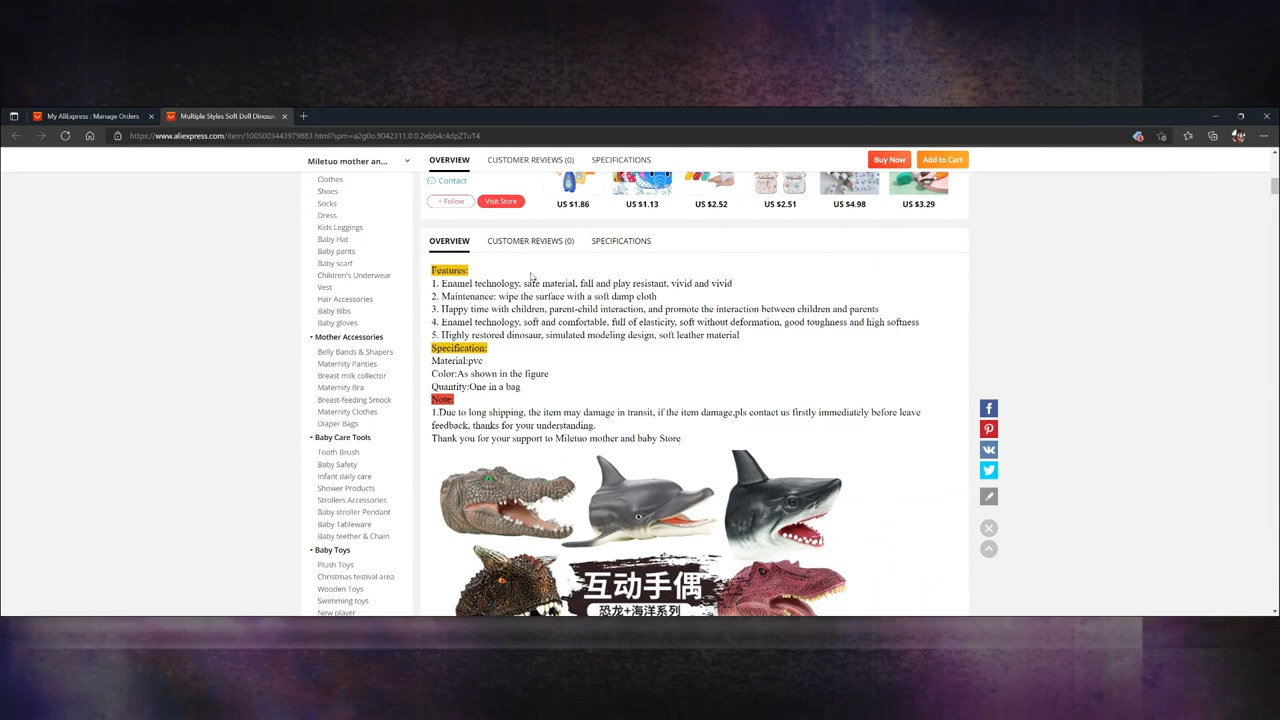 My AliExpress : Manage Orders
Multiple Styles Soft Doll Dinosa
https://www.aliexpress.com/item/1005003443979883.html?spm=a2g0o.9042311.0.0.2ebb4c4dpZTuT4
Miletuo mother an...
OVERVIEW
CUSTOMER REVIEWS (0)
SPECIFICATIONS
Buy Now
Add to Cart
Contact
+ Follow
Visit Store
US $1.86
US $1.13
US $2.52
US $2.51
US $4.98
US $3.29
Clothes
Shoes
Socks
Dress
Kids Leggings
Baby Hat
Baby pants
Baby scarf
Children's Underwear
Vest
Hair Accessories
Baby Bibs
Baby gloves
Mother Accessories
Belly Bands & Shapers
Maternity Panties
Breast milk collector
Maternity Bra
Breast-feeding Smock
Maternity Clothes
Diaper Bags
Baby Care Tools
Tooth Brush
Baby Safety
Infant daily care
Shower Products
Strollers Accessories
Baby stroller Pendant
Baby Tableware
Baby teether & Chain
Baby Toys
Plush Toys
Christmas festival area
Wooden Toys
Swimming toys
New player
OVERVIEW
CUSTOMER REVIEWS (0)
SPECIFICATIONS
Features:
1. Enamel technology, safe material, fall and play resistant, vivid and vivid
2. Maintenance: wipe the surface with a soft damp cloth
3. Happy time with children, parent-child interaction, and promote the interaction between children and parents
4. Enamel technology, soft and comfortable, full of elasticity, soft without deformation, good toughness and high softness
5. Highly restored dinosaur, simulated modeling design, soft leather material
Specification:
Material:pvc
Color:As shown in the figure
Quantity:One in a bag
Note:
1.Due to long shipping, the item may damage in transit, if the item damage,pls contact us firstly immediately before leave
feedback, thanks for your understanding.
Thank you for your support to Miletuo mother and baby Store
互动手偶
恐龙+海洋系列